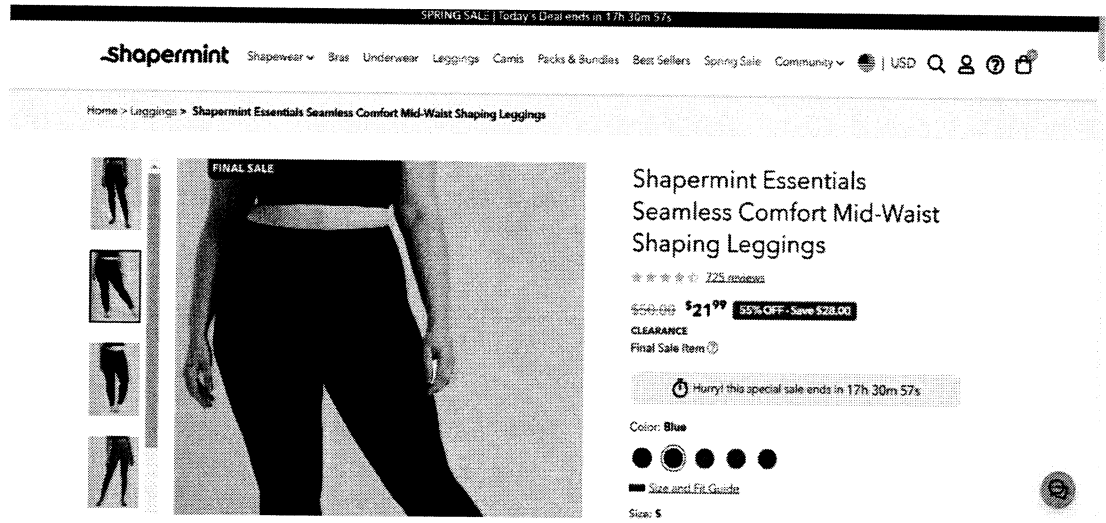 SPRING SALE | Today's Deal ends in 17h 30m 57s
Shapermint Shapewear Bras Underwear Leggings Camis Packs & Bundles Best Sellers Spring Sale Community | USD
Home > Leggings > Shapermint Essentials Seamless Comfort Mid-Waist Shaping Leggings
FINAL SALE
Shapermint Essentials
Seamless Comfort Mid-Waist
Shaping Leggings
725 reviews
$50.00 $21.99 55% OFF - Save $28.00
CLEARANCE
Final Sale Item
Hurry! this special sale ends in 17h 30m 57s
Color: Blue
Size and Fit Guide
Size: S